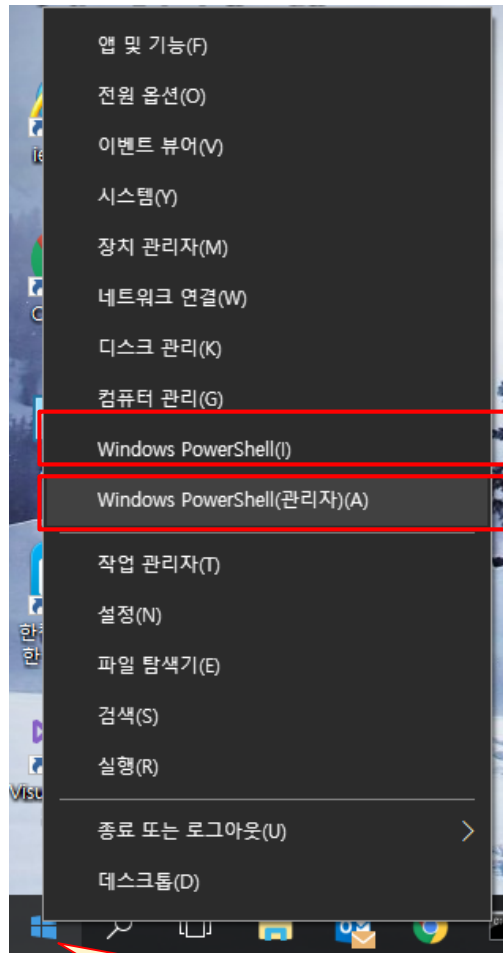 앱 및 기능(F)
전원 옵션(O)
이벤트 뷰어(V)
시스템(Y)
장치 관리자(M)
네트워크 연결(W)
디스크 관리(K)
컴퓨터 관리(G)
Windows PowerShell(I)
Windows PowerShell(관리자)(A)
작업 관리자(T)
설정(N)
파일 탐색기(E)
검색(S)
실행(R)
종료 또는 로그아웃(U)
데스크톱(D)